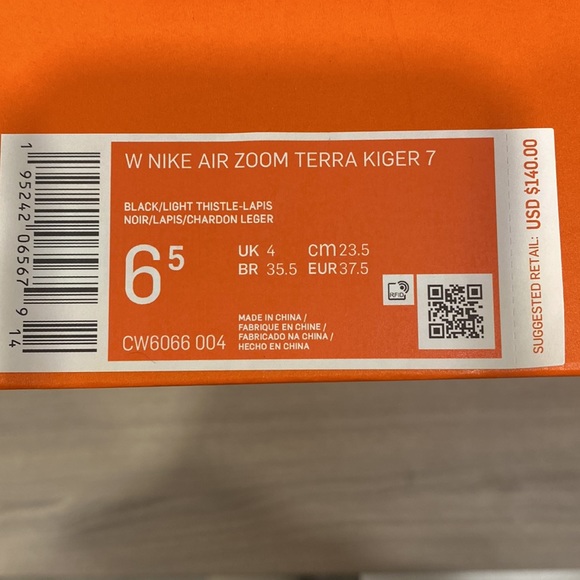 W NIKE AIR ZOOM TERRA KIGER 7
BLACK/LIGHT THISTLE-LAPIS
NOIR/LAPIS/CHARDON LEGER
6⁵
UK 4 cm 23.5
BR 35.5 EUR 37.5
RFID
MADE IN CHINA /
FABRIQUE EN CHINE /
FABRICADO NA CHINA /
HECHO EN CHINA
CW6066 004
1 95242 06567 9 14
SUGGESTED RETAIL: USD $140.00